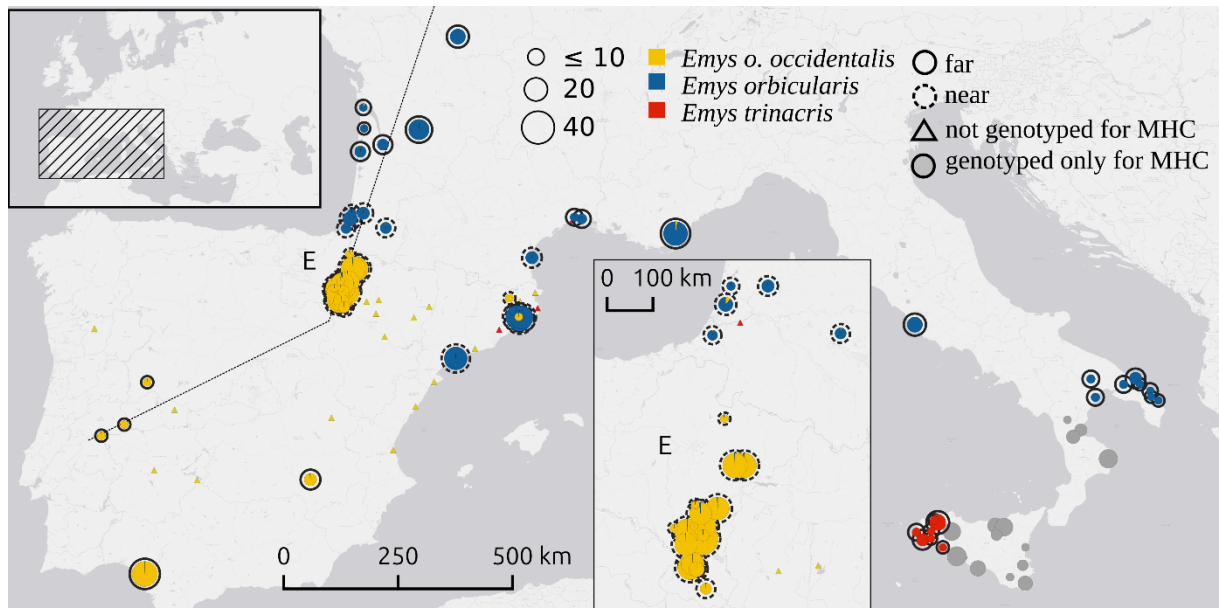 ≤ 10
20
40
Emys o. occidentalis
Emys orbicularis
Emys trinacris
far
near
not genotyped for MHC
genotyped only for MHC
E
0 100 km
E
0 250 500 km